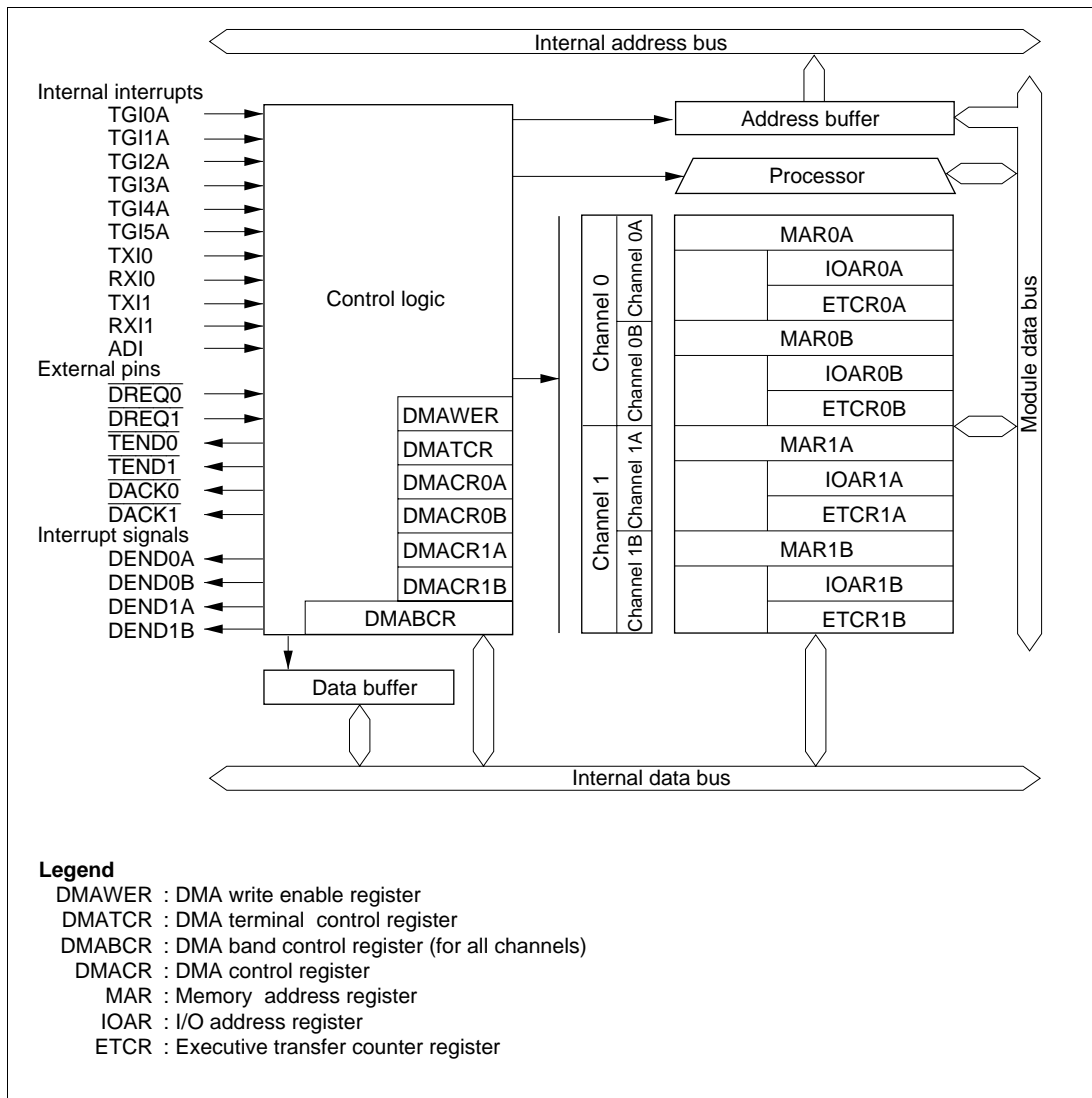 Internal address bus
Internal interrupts
TGI0A
TGI1A
TGI2A
TGI3A
TGI4A
TGI5A
TXI0
RXI0
TXI1
RXI1
ADI
External pins
DREQ0
DREQ1
TEND0
TEND1
DACK0
DACK1
Interrupt signals
DEND0A
DEND0B
DEND1A
DEND1B
Control logic
DMAWER
DMATCR
DMACR0A
DMACR0B
DMACR1A
DMACR1B
DMABCR
Data buffer
Address buffer
Processor
Channel 0
Channel 0A
Channel 0B
Channel 1
Channel 1A
Channel 1B
MAR0A
IOAR0A
ETCR0A
MAR0B
IOAR0B
ETCR0B
MAR1A
IOAR1A
ETCR1A
MAR1B
IOAR1B
ETCR1B
Module data bus
Internal data bus
Legend
DMAWER : DMA write enable register
DMATCR : DMA terminal control register
DMABCR : DMA band control register (for all channels)
DMACR : DMA control register
MAR : Memory address register
IOAR : I/O address register
ETCR : Executive transfer counter register